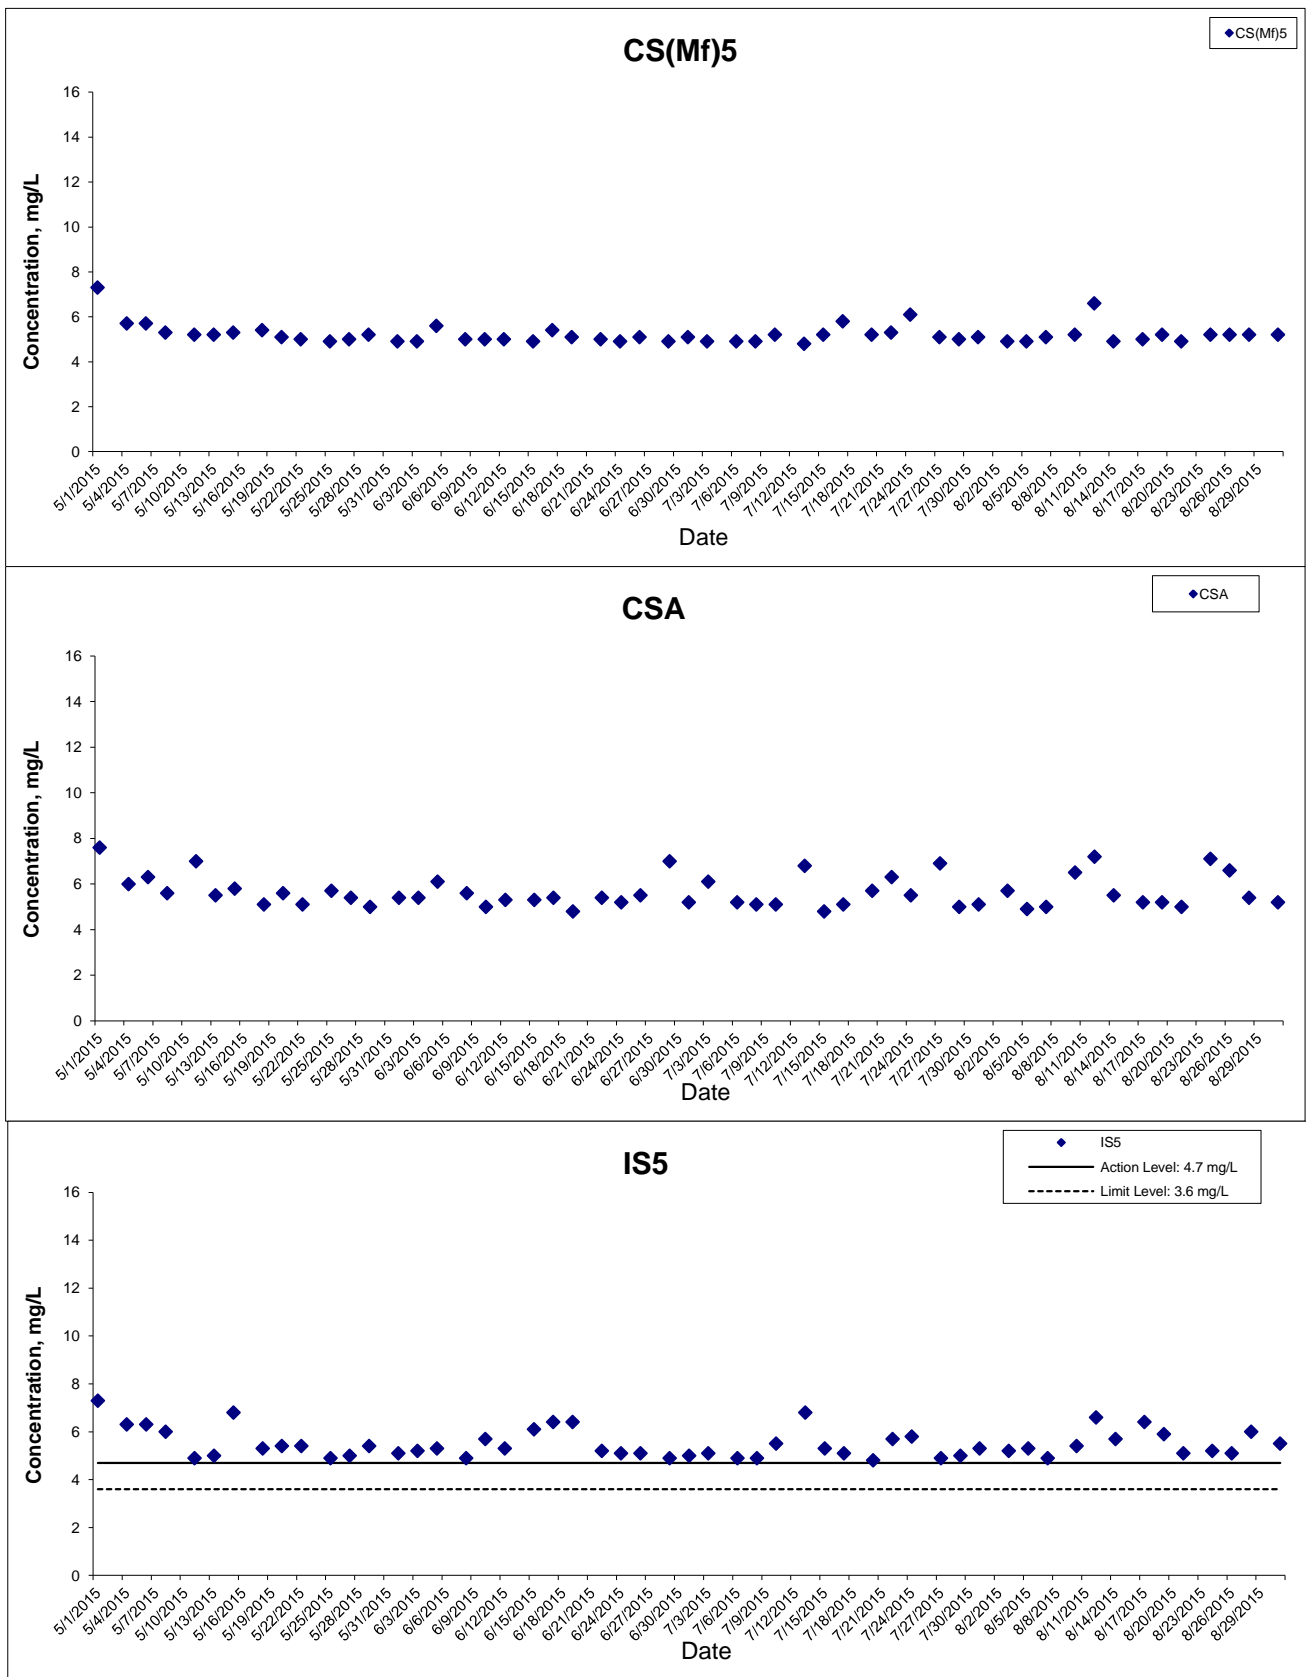 CS(Mf)5
CS(Mf)5
16
14
12
10
8
6
4
2
0
Concentration, mg/L
5/1/2015 5/4/2015 5/7/2015 5/10/2015 5/13/2015 5/16/2015 5/19/2015 5/22/2015 5/25/2015 5/28/2015 5/31/2015 6/3/2015 6/6/2015 6/9/2015 6/12/2015 6/15/2015 6/18/2015 6/21/2015 6/24/2015 6/27/2015 6/30/2015 7/3/2015 7/6/2015 7/9/2015 7/12/2015 7/15/2015 7/18/2015 7/21/2015 7/24/2015 7/27/2015 7/30/2015 8/2/2015 8/5/2015 8/8/2015 8/11/2015 8/14/2015 8/17/2015 8/20/2015 8/23/2015 8/26/2015 8/29/2015
Date
CSA
CSA
16
14
12
10
8
6
4
2
0
Concentration, mg/L
5/1/2015 5/4/2015 5/7/2015 5/10/2015 5/13/2015 5/16/2015 5/19/2015 5/22/2015 5/25/2015 5/28/2015 5/31/2015 6/3/2015 6/6/2015 6/9/2015 6/12/2015 6/15/2015 6/18/2015 6/21/2015 6/24/2015 6/27/2015 6/30/2015 7/3/2015 7/6/2015 7/9/2015 7/12/2015 7/15/2015 7/18/2015 7/21/2015 7/24/2015 7/27/2015 7/30/2015 8/2/2015 8/5/2015 8/8/2015 8/11/2015 8/14/2015 8/17/2015 8/20/2015 8/23/2015 8/26/2015 8/29/2015
Date
IS5
IS5
Action Level: 4.7 mg/L
Limit Level: 3.6 mg/L
16
14
12
10
8
6
4
2
0
Concentration, mg/L
5/1/2015 5/4/2015 5/7/2015 5/10/2015 5/13/2015 5/16/2015 5/19/2015 5/22/2015 5/25/2015 5/28/2015 5/31/2015 6/3/2015 6/6/2015 6/9/2015 6/12/2015 6/15/2015 6/18/2015 6/21/2015 6/24/2015 6/27/2015 6/30/2015 7/3/2015 7/6/2015 7/9/2015 7/12/2015 7/15/2015 7/18/2015 7/21/2015 7/24/2015 7/27/2015 7/30/2015 8/2/2015 8/5/2015 8/8/2015 8/11/2015 8/14/2015 8/17/2015 8/20/2015 8/23/2015 8/26/2015 8/29/2015
Date